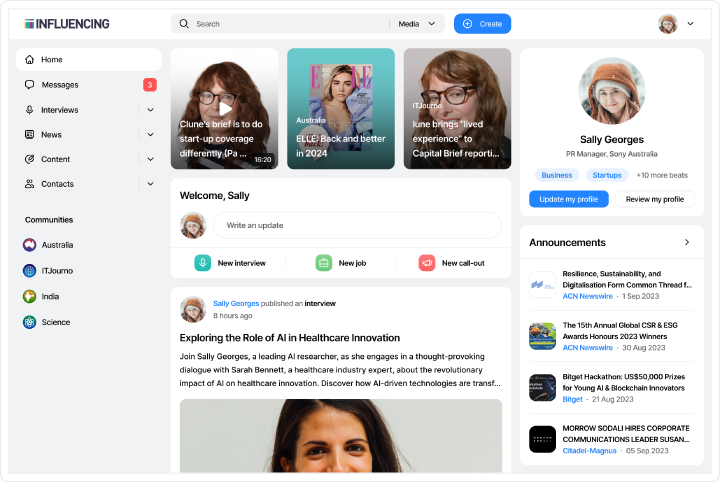 INFLUENCING
Search
Media
Create
Home
Messages
3
Interviews
News
Content
Contacts
Communities
Australia
ITJourno
India
Science
Clune's brief is to do
start-up coverage
differently (Pa ...
16:20
ELLE
Australia
ELLE: Back and better
in 2024
ITJourno
Iune brings "lived
experience" to
Capital Brief reporti...
Welcome, Sally
Write an update
New interview
New job
New call-out
Sally Georges published an interview
8 hours ago
Exploring the Role of AI in Healthcare Innovation
Join Sally Georges, a leading AI researcher, as she engages in a thought-provoking
dialogue with Sarah Bennett, a healthcare industry expert, about the revolutionary
impact of AI on healthcare innovation. Discover how AI-driven technologies are transf...
Sally Georges
PR Manager, Sony Australia
Business
Startups
+10 more beats
Update my profile
Review my profile
Announcements
Resilience, Sustainability, and
Digitalisation Form Common Thread f...
ACN Newswire · 1 Sep 2023
The 15th Annual Global CSR & ESG
Awards Honours 2023 Winners
ACN Newswire · 30 Aug 2023
Bitget Hackathon: US$50,000 Prizes
for Young AI & Blockchain Innovators
Bitget · 21 Aug 2023
MORROW SODALI HIRES CORPORATE
COMMUNICATIONS LEADER SUSAN...
Citadel-Magnus · 05 Sep 2023